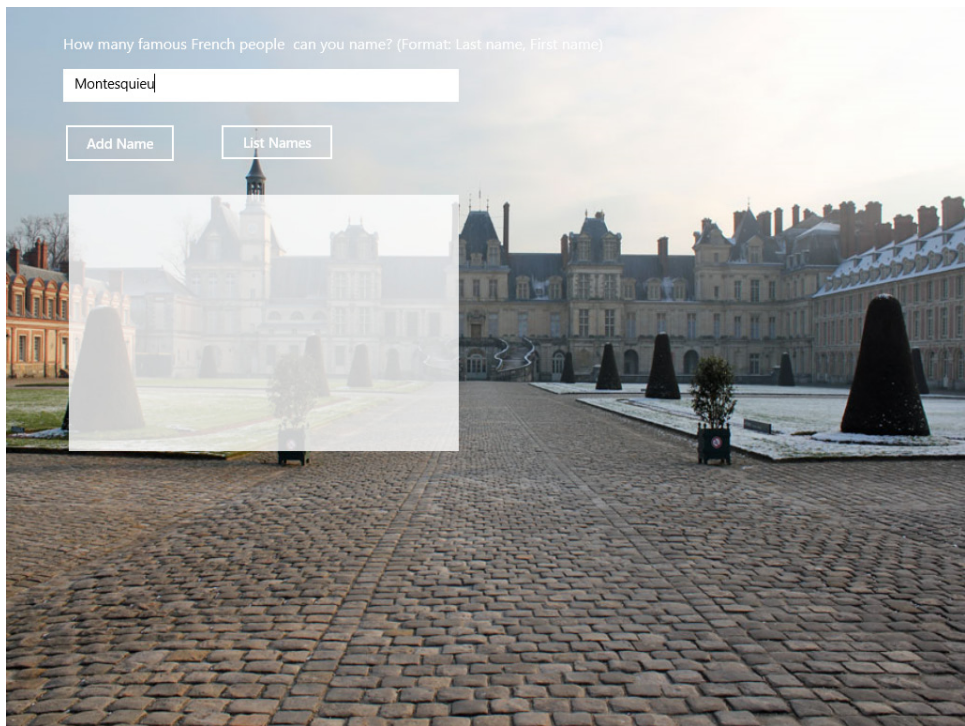 How many famous French people  can you name? (Format: Last name, First name)
Montesquieu
Add Name
List Names